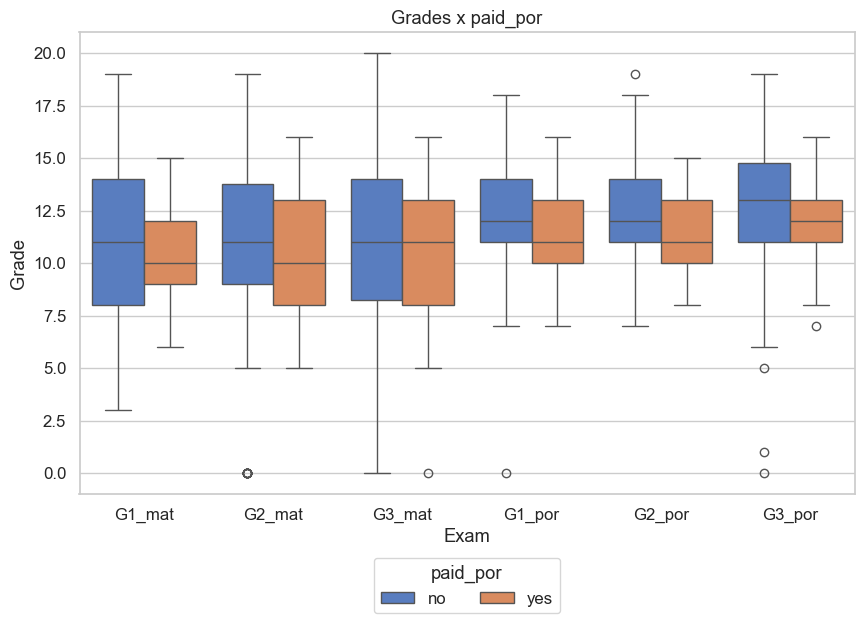 Grades x paid_por
20.0
17.5
15.0
12.5
10.0
7.5
5.0
2.5
0.0
Grade
G1_mat G2_mat G3_mat G1_por G2_por G3_por
Exam
paid_por
no yes